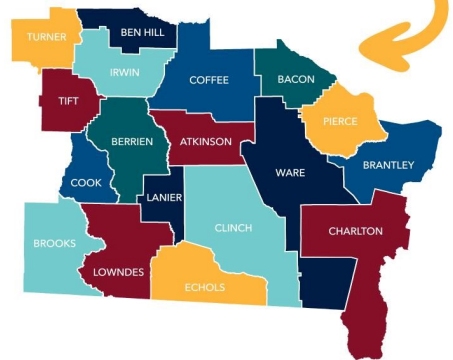 BEN HILL
TURNER
IRWIN
COFFEE
BACON
TIFT
PIERCE
BERRIEN
ATKINSON
BRANTLEY
WARE
COOK
LANIER
CLINCH
CHARLTON
BROOKS
LOWNDES
ECHOLS